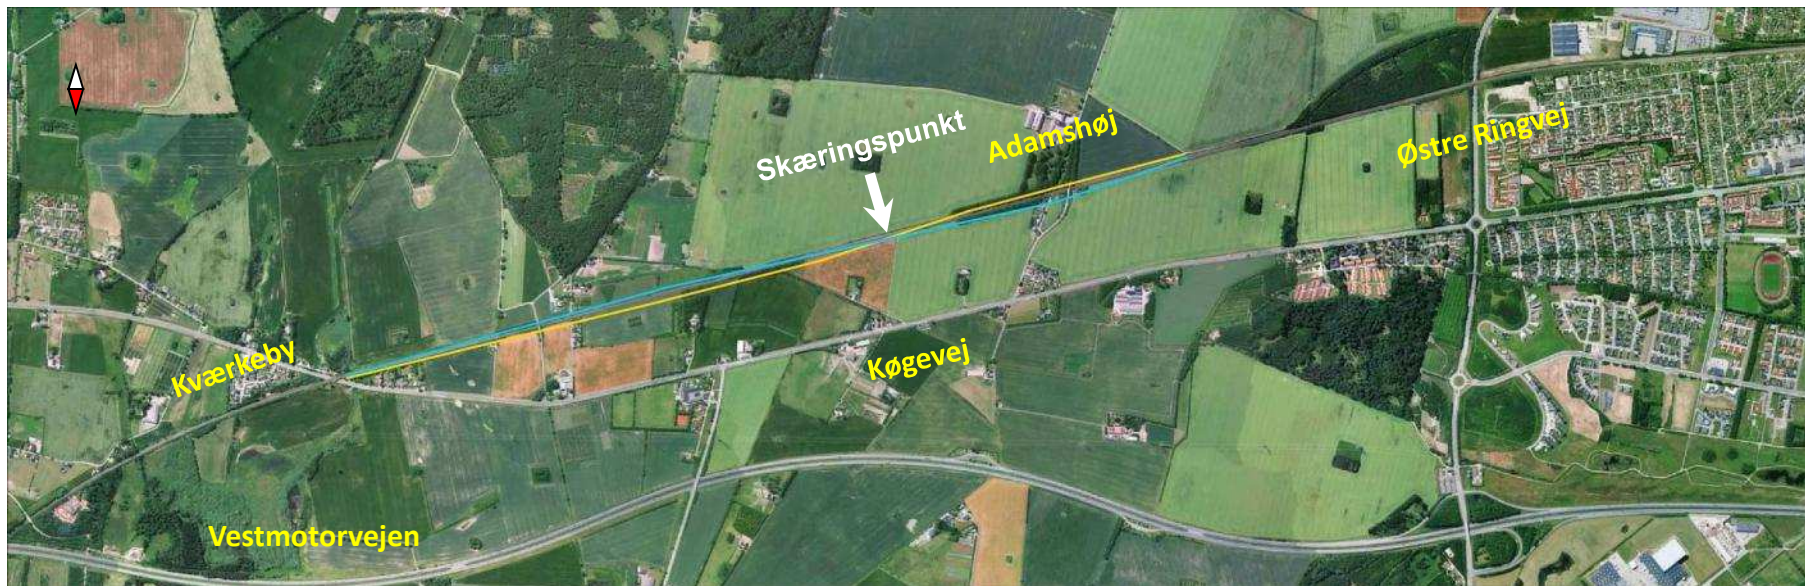 Skæringspunkt
Adamshøj
Østre Ringvej
Kværkeby
Køgevej
Vestmotorvejen